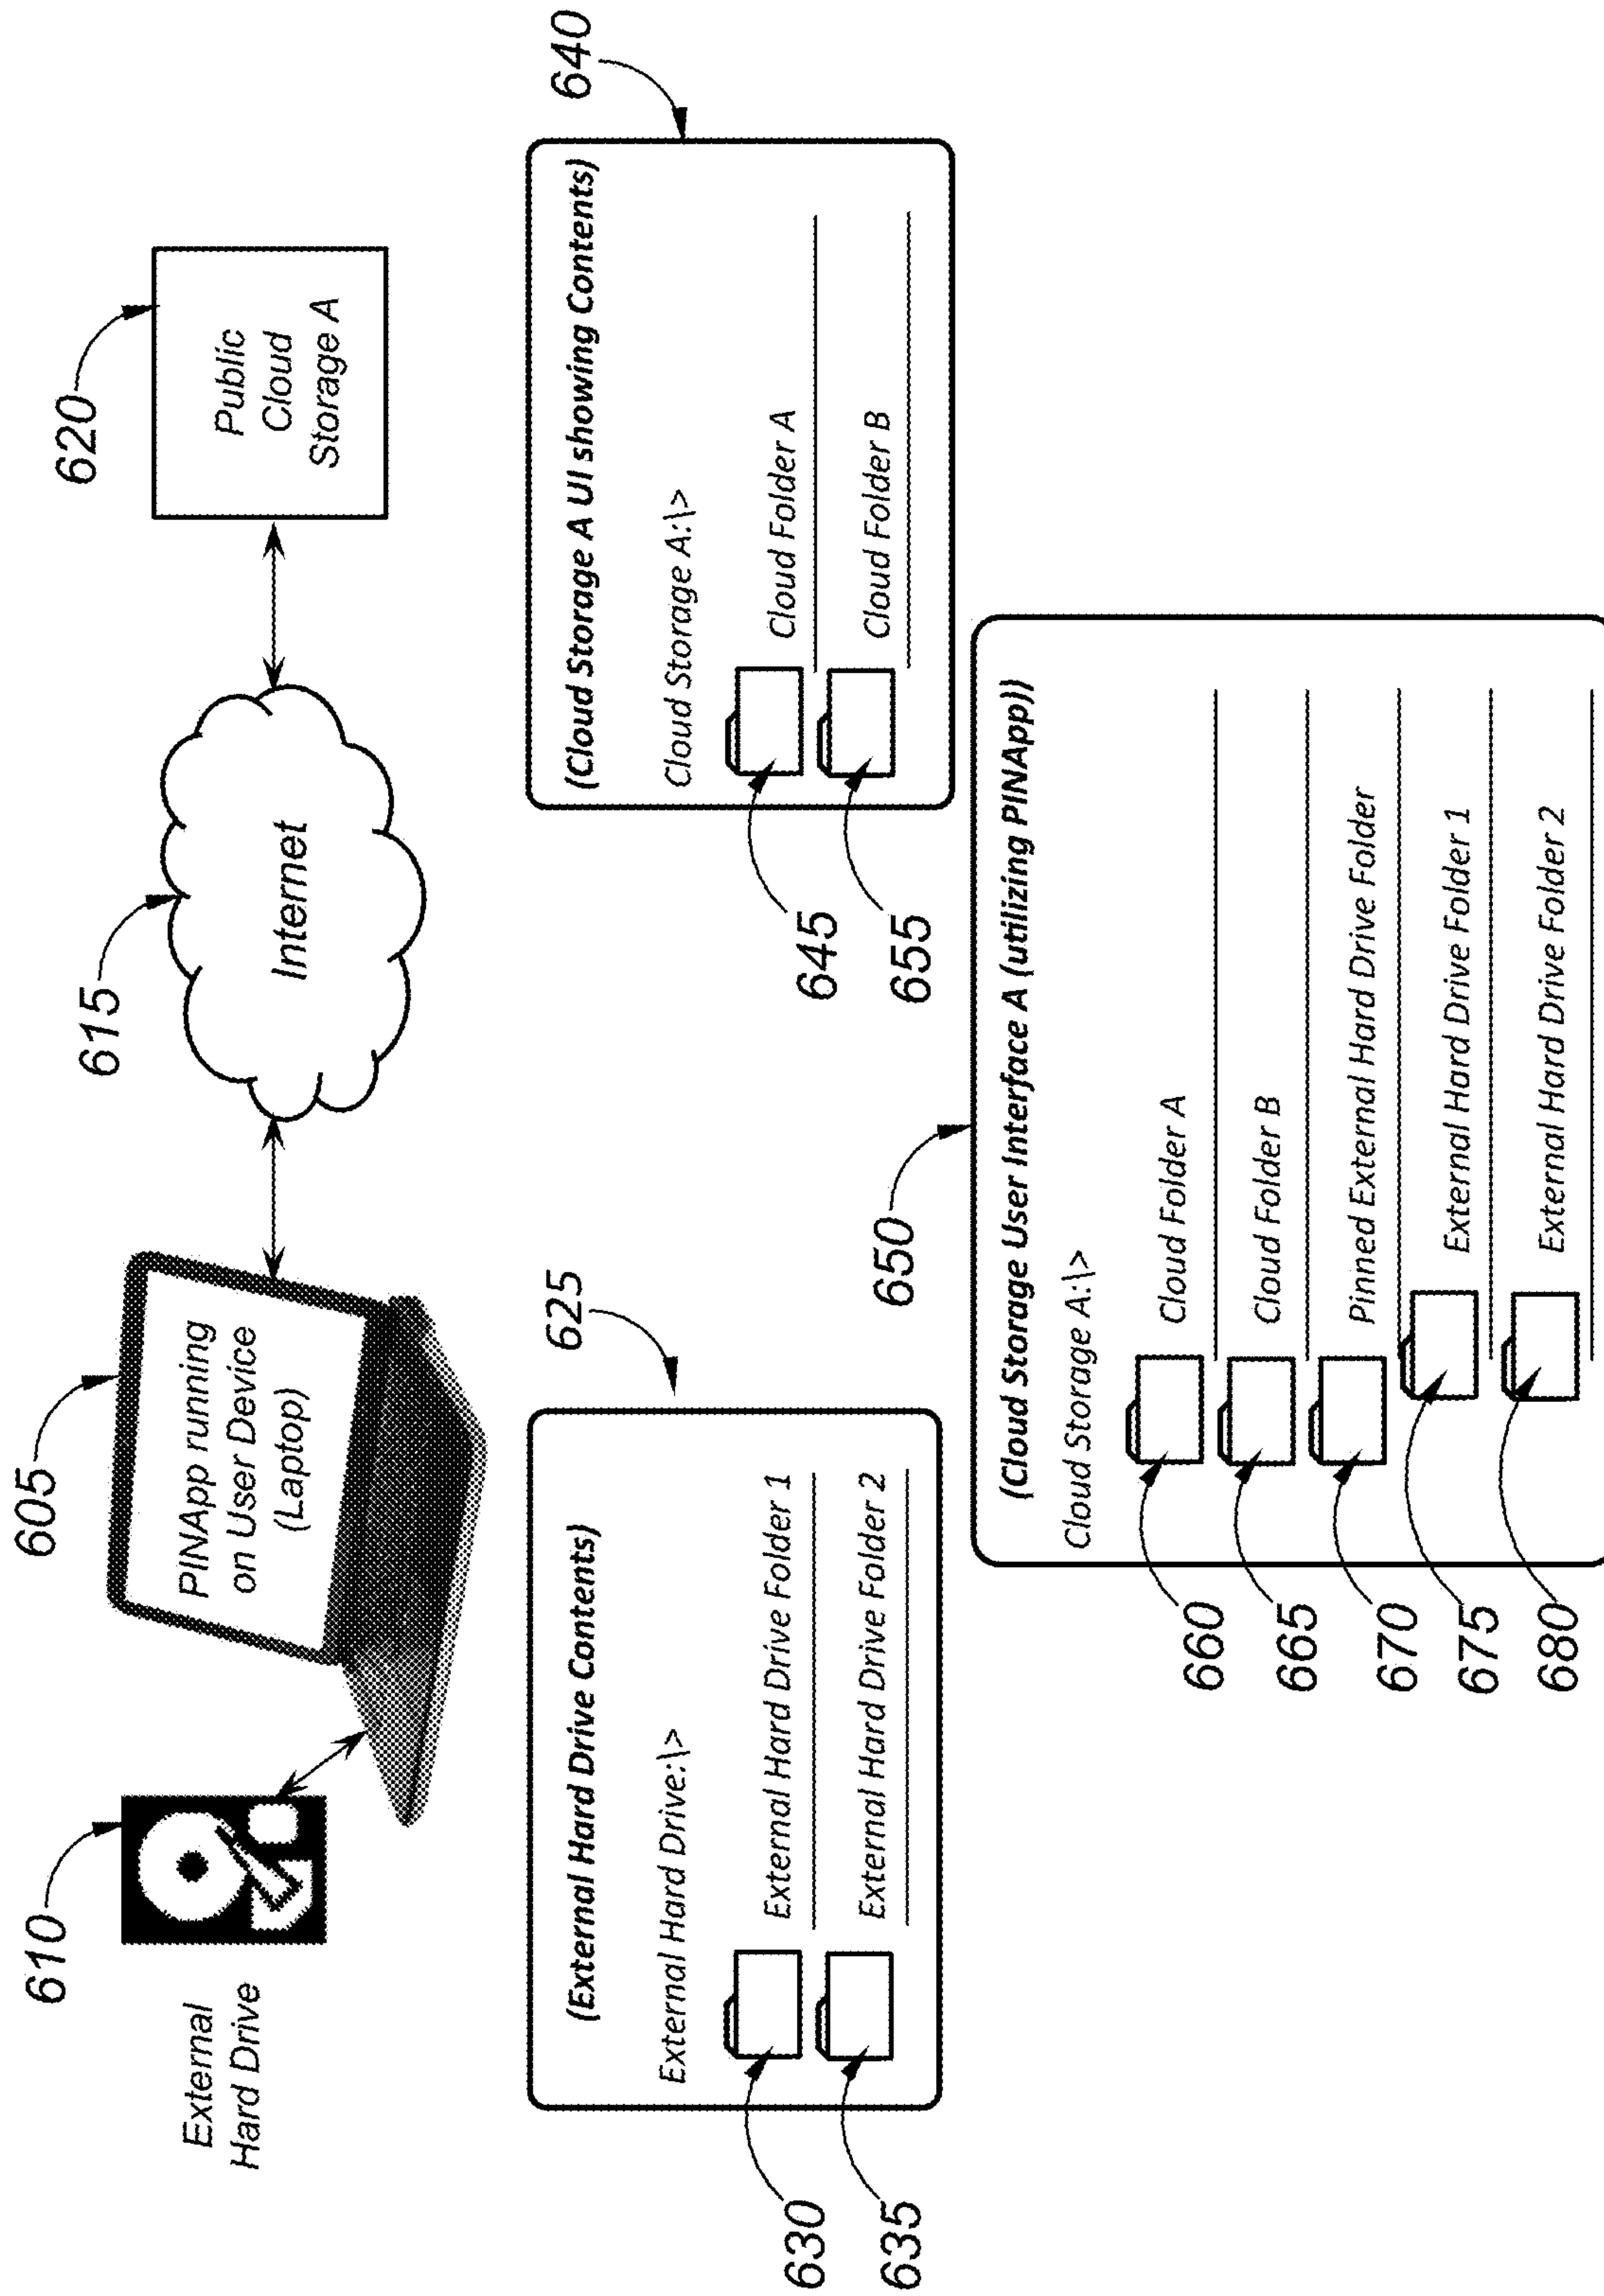 610
External
Hard Drive
605
PINApp running
on User Device
(Laptop)
615
Internet
620
Public
Cloud
Storage A
625
(External Hard Drive Contents)
External Hard Drive:\>
630
External Hard Drive Folder 1
635
External Hard Drive Folder 2
640
(Cloud Storage A UI showing Contents)
Cloud Storage A:\>
645
Cloud Folder A
655
Cloud Folder B
650
(Cloud Storage User Interface A (utilizing PINApp))
Cloud Storage A:\>
660
Cloud Folder A
665
Cloud Folder B
670
Pinned External Hard Drive Folder
675
External Hard Drive Folder 1
680
External Hard Drive Folder 2